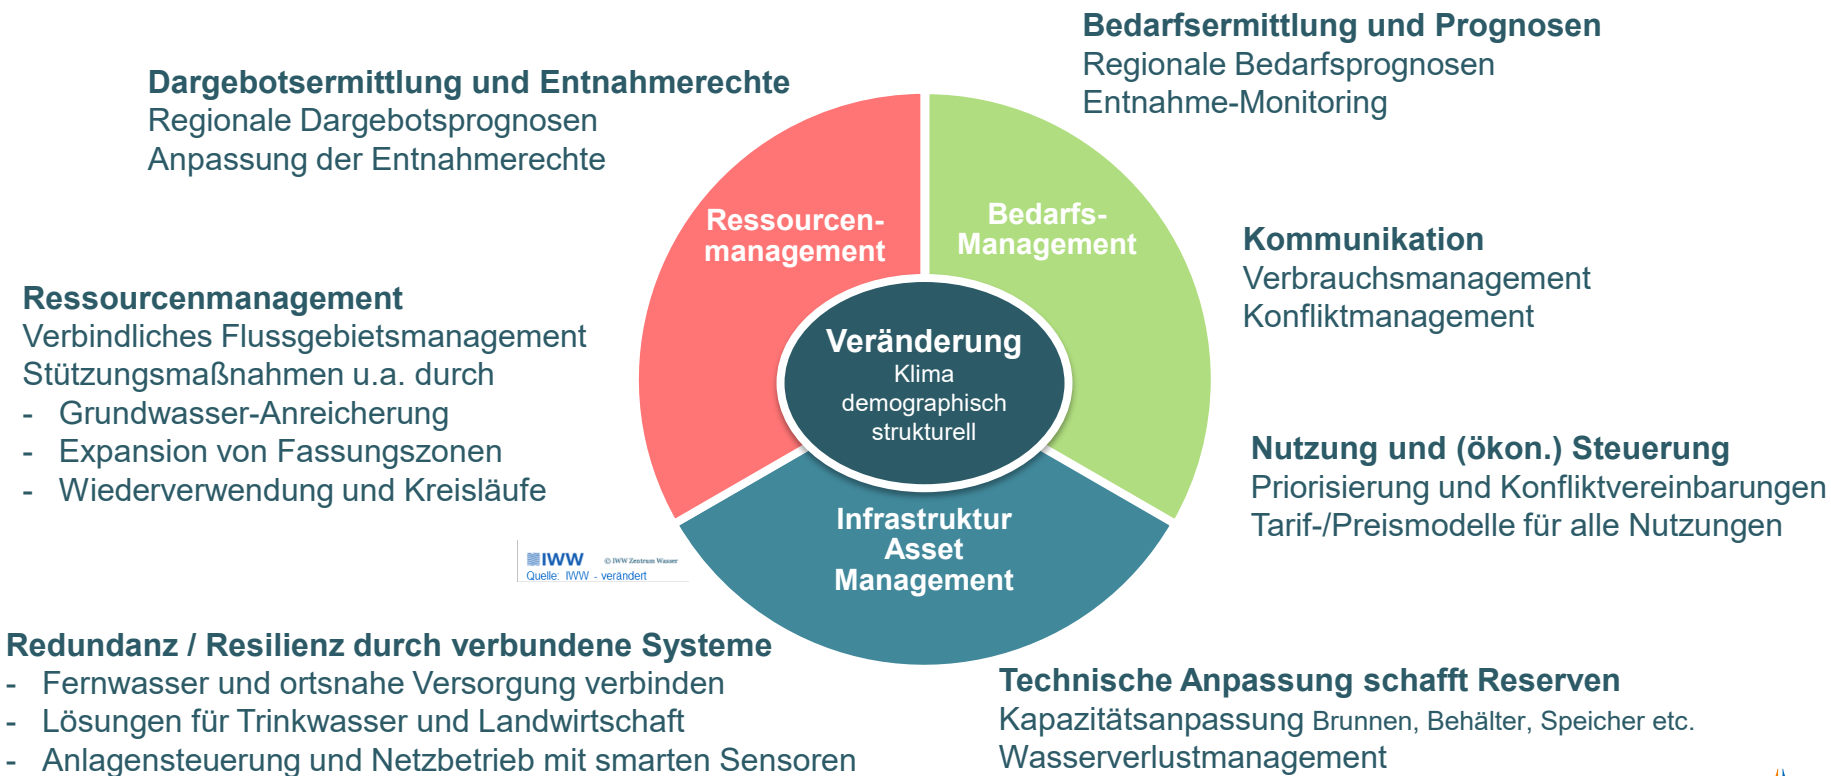 Bedarfsermittlung und Prognosen
Regionale Bedarfsprognosen
Entnahme-Monitoring
Dargebotsermittlung und Entnahmerechte
Regionale Dargebotsprognosen
Anpassung der Entnahmerechte
Ressourcen-
management
Bedarfs-
Management
Kommunikation
Verbrauchsmanagement
Konfliktmanagement
Ressourcenmanagement
Verbindliches Flussgebietsmanagement
Stützungsmaßnahmen u.a. durch
- Grundwasser-Anreicherung
- Expansion von Fassungszonen
- Wiederverwendung und Kreisläufe
Veränderung
Klima
demographisch
strukturell
Nutzung und (ökon.) Steuerung
Priorisierung und Konfliktvereinbarungen
Tarif-/Preismodelle für alle Nutzungen
Infrastruktur
Asset
Management
IWW © IWW Zentrum Wasser
Quelle: IWW - verändert
Redundanz / Resilienz durch verbundene Systeme
- Fernwasser und ortsnahe Versorgung verbinden
- Lösungen für Trinkwasser und Landwirtschaft
- Anlagensteuerung und Netzbetrieb mit smarten Sensoren
Technische Anpassung schafft Reserven
Kapazitätsanpassung Brunnen, Behälter, Speicher etc.
Wasserverlustmanagement